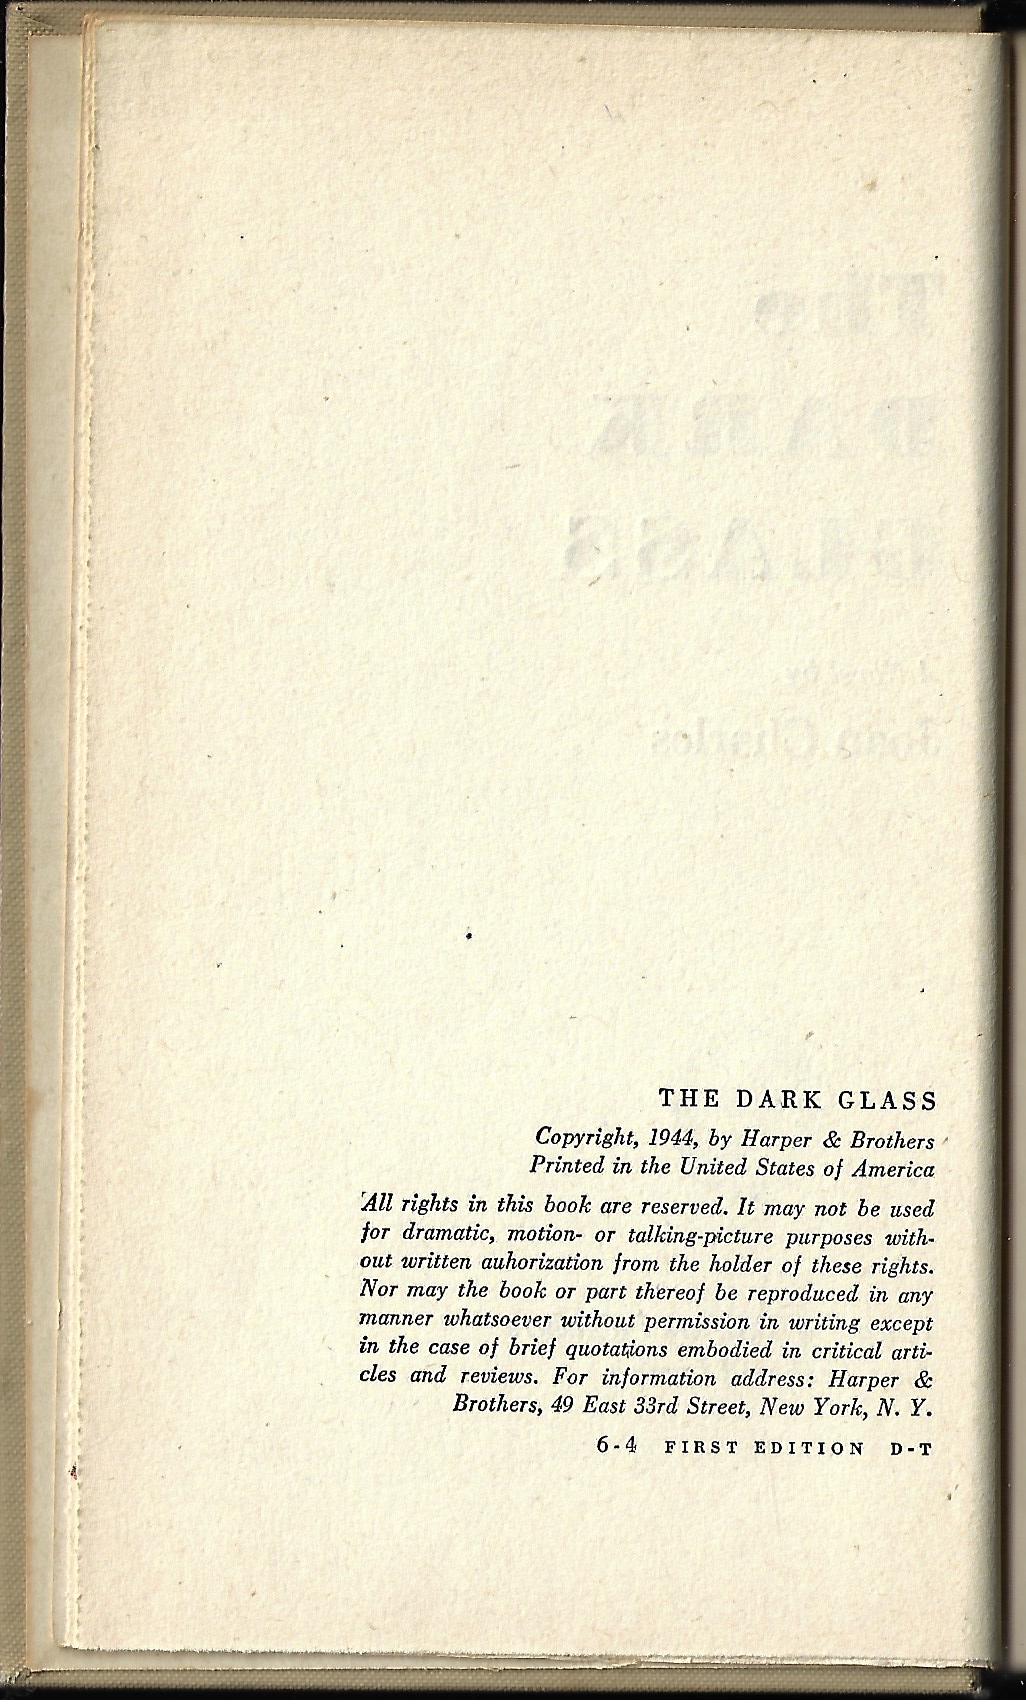 THE DARK GLASS
Copyright, 1944, by Harper & Brothers
Printed in the United States of America
All rights in this book are reserved. It may not be used
for dramatic, motion- or talking-picture purposes with-
out written auhorization from the holder of these rights.
Nor may the book or part thereof be reproduced in any
manner whatsoever without permission in writing except
in the case of brief quotations embodied in critical arti-
cles and reviews. For information address: Harper &
Brothers, 49 East 33rd Street, New York, N. Y.
6-4 FIRST EDITION D-T